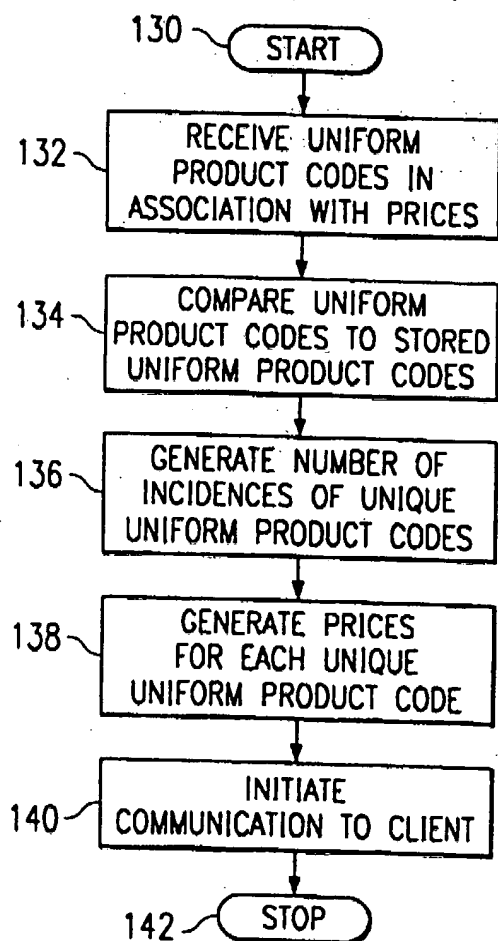 130 START
132 RECEIVE UNIFORM
PRODUCT CODES IN
ASSOCIATION WITH PRICES
134 COMPARE UNIFORM
PRODUCT CODES TO STORED
UNIFORM PRODUCT CODES
136 GENERATE NUMBER OF
INCIDENCES OF UNIQUE
UNIFORM PRODUCT CODES
138 GENERATE PRICES
FOR EACH UNIQUE
UNIFORM PRODUCT CODE
140 INITIATE
COMMUNICATION TO CLIENT
142 STOP